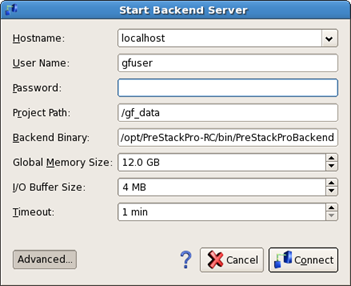 Start Backend Server
Hostname: localhost
User Name: gfuser
Password:
Project Path: /gf_data
Backend Binary: /opt/PreStackPro-RC/bin/PreStackProBackend
Global Memory Size: 12.0 GB
I/O Buffer Size: 4 MB
Timeout: 1 min
Advanced... ? Cancel Connect